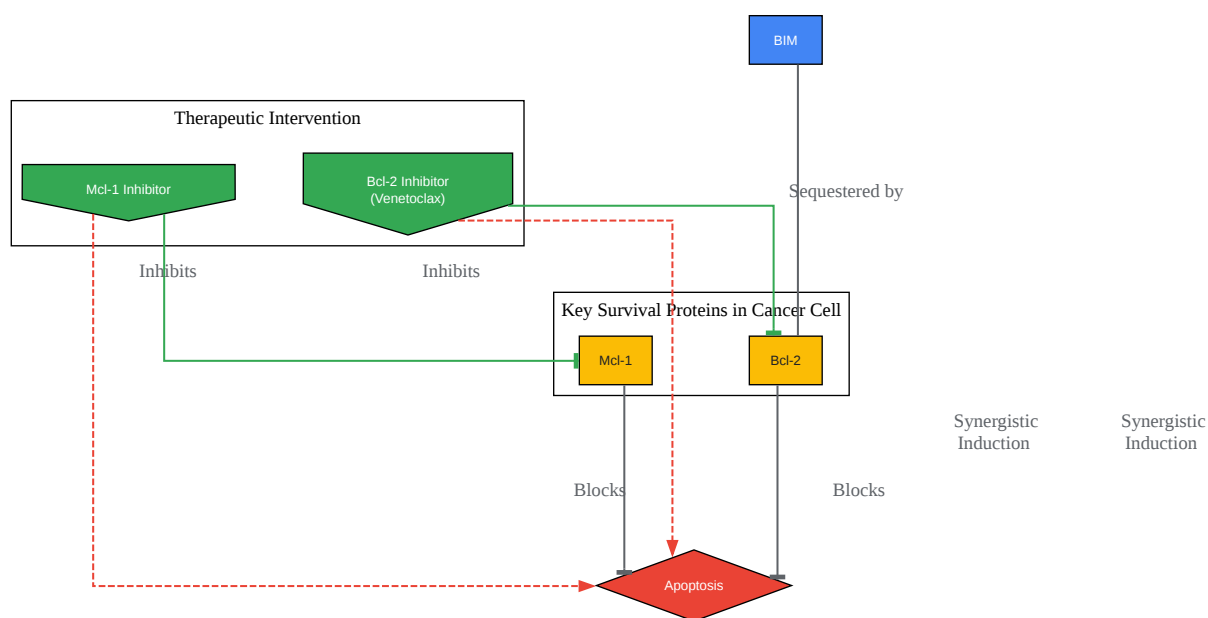 BIM
Therapeutic Intervention
Mcl-1 Inhibitor
Bcl-2 Inhibitor
(Venetoclax)
Sequestered by
Inhibits
Inhibits
Key Survival Proteins in Cancer Cell
Mcl-1
Bcl-2
Synergistic
Induction
Synergistic
Induction
Blocks
Blocks
Apoptosis